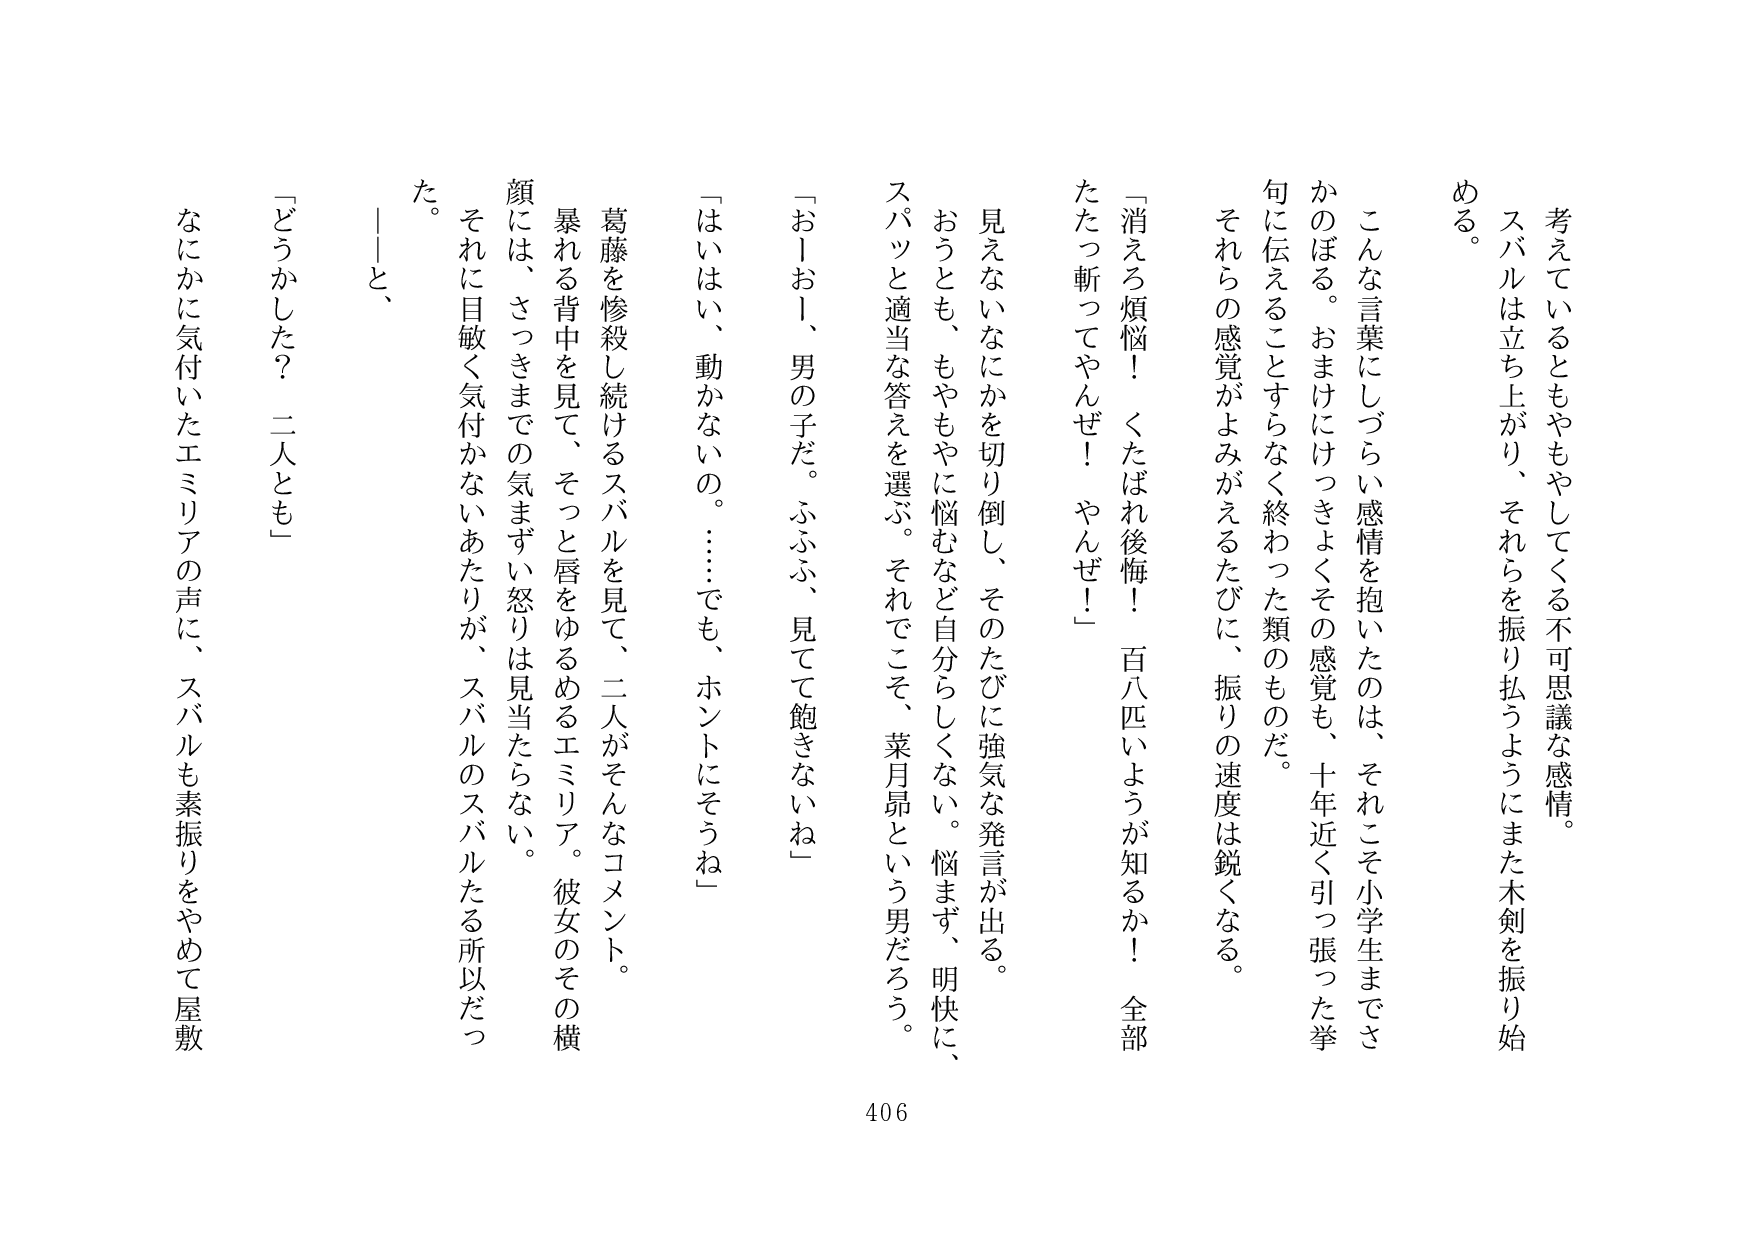 考えているともやもやしてくる不可思議な感情。
スバルは立ち上がり、それらを振り払うようにまた木剣を振り始
める。
こんな言葉にしづらい感情を抱いたのは、それこそ小学生までさ
かのぼる。おまけにけっきょくその感覚も、十年近く引っ張った挙
句に伝えることすらなく終わった類のものだ。
それらの感覚がよみがえるたびに、振りの速度は鋭くなる。
「消えろ煩悩！　くたばれ後悔！　百八匹いようが知るか！　全部
たたっ斬ってやんぜ！　やんぜ！」
見えないなにかを切り倒し、そのたびに強気な発言が出る。
おうとも、もやもやに悩むなど自分らしくない。悩まず、明快に、
スパッと適当な答えを選ぶ。それでこそ、菜月昴という男だろう。
「おーおー、男の子だ。ふふふ、見てて飽きないね」
「はいはい、動かないの。……でも、ホントにそうね」
葛藤を惨殺し続けるスバルを見て、二人がそんなコメント。
暴れる背中を見て、そっと唇をゆるめるエミリア。彼女のその横
顔には、さっきまでの気まずい怒りは見当たらない。
それに目敏く気付かないあたりが、スバルのスバルたる所以だっ
た。
――と、
「どうかした？　二人とも」
なにかに気付いたエミリアの声に、スバルも素振りをやめて屋敷
406